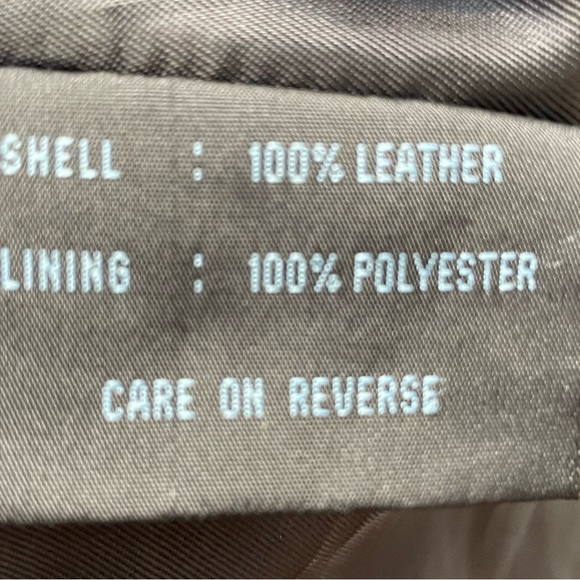 SHELL : 100% LEATHER
LINING : 100% POLYESTER
CARE ON REVERSE